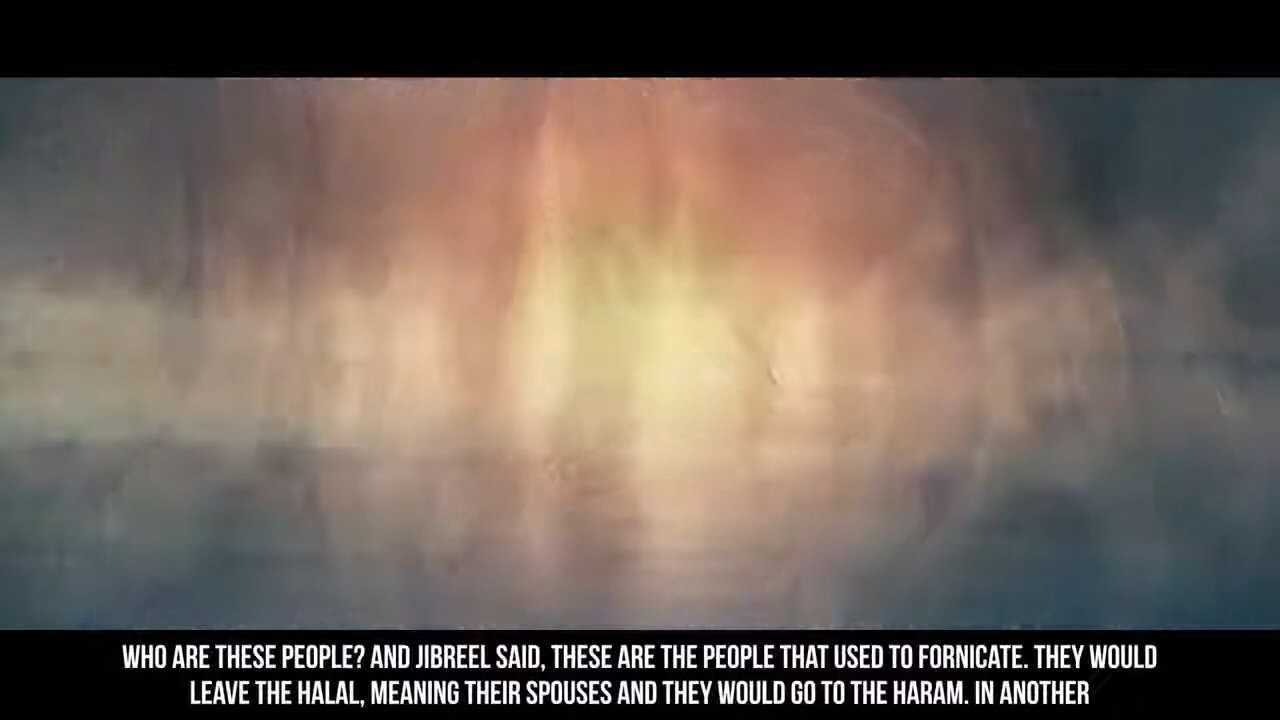 WHO ARE THESE PEOPLE? AND JIBREEL SAID, THESE ARE THE PEOPLE THAT USED TO FORNICATE. THEY WOULD
LEAVE THE HALAL, MEANING THEIR SPOUSES AND THEY WOULD GO TO THE HARAM. IN ANOTHER